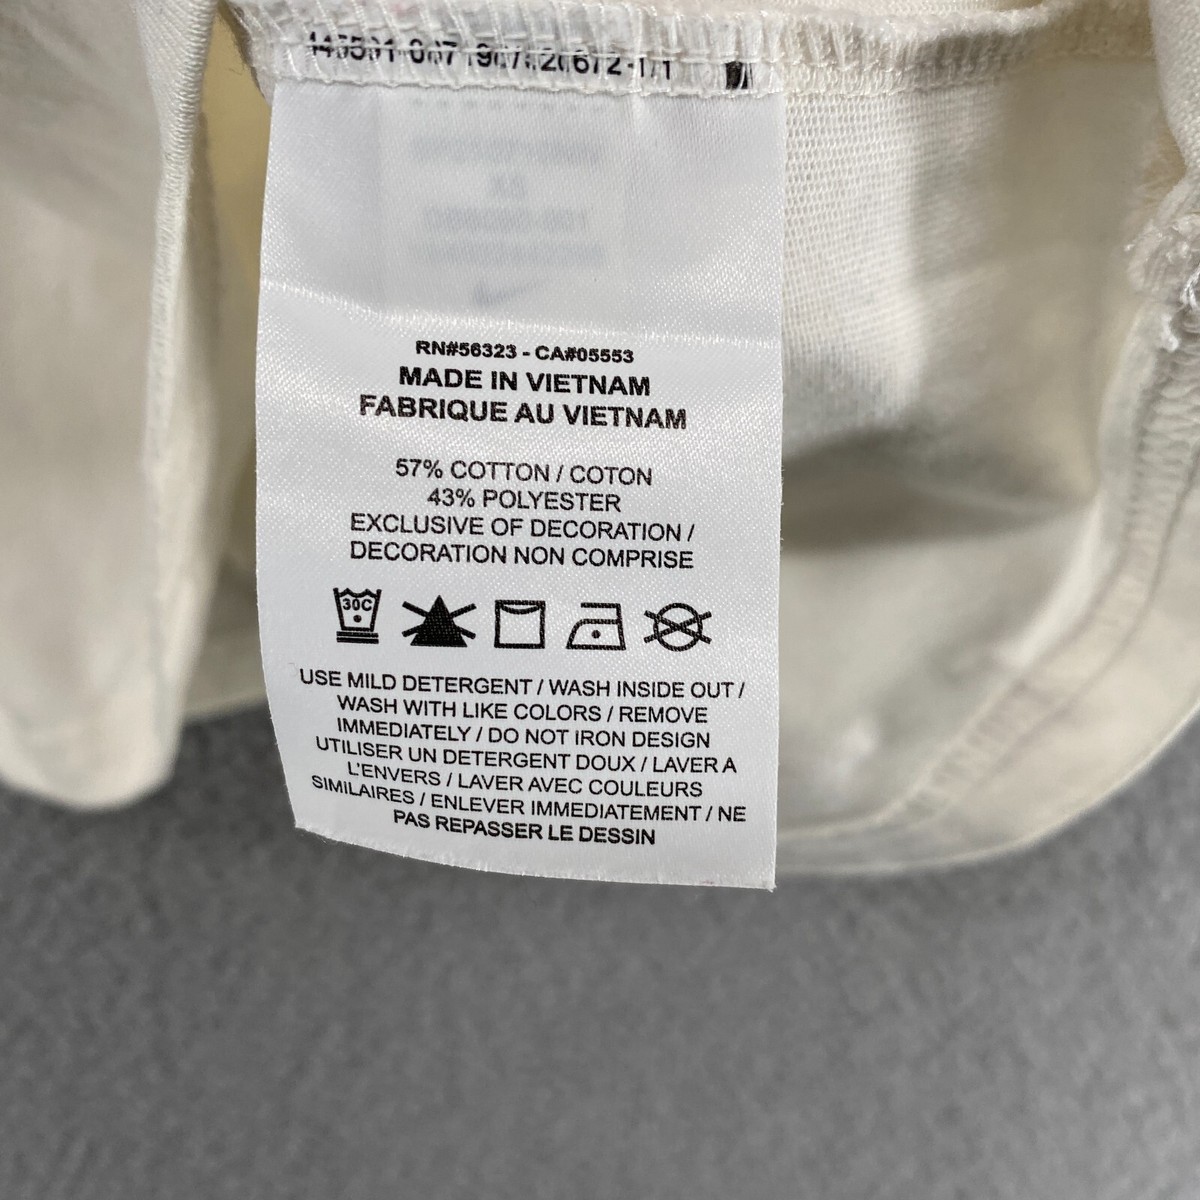 RN#56323 - CA#05553
MADE IN VIETNAM
FABRIQUE AU VIETNAM
57% COTTON / COTON
43% POLYESTER
EXCLUSIVE OF DECORATION /
DECORATION NON COMPRISE
30C
USE MILD DETERGENT / WASH INSIDE OUT /
WASH WITH LIKE COLORS / REMOVE
IMMEDIATELY / DO NOT IRON DESIGN
UTILISER UN DETERGENT DOUX / LAVER A
L'ENVERS / LAVER AVEC COULEURS
SIMILAIRES / ENLEVER IMMEDIATEMENT / NE
PAS REPASSER LE DESSIN